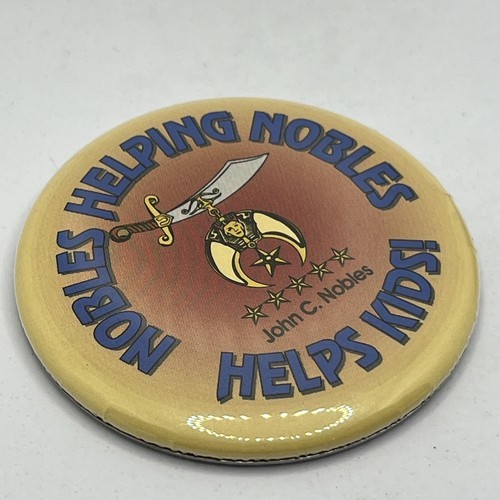 NOBLES HELPING NOBLES
HELPS KIDS!
John C. Nobles